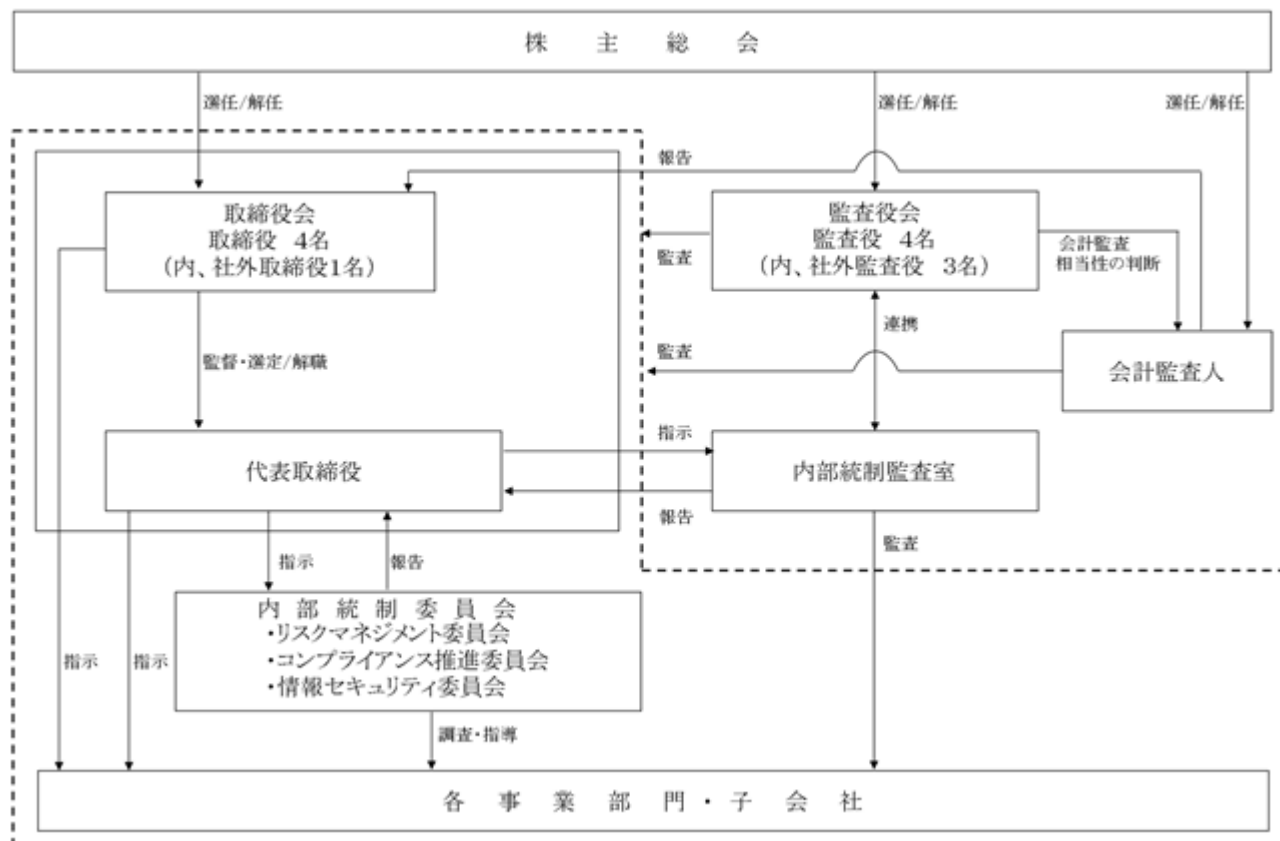 株主総会
選任/解任
選任/解任
選任/解任
報告
取締役会
取締役 4名
(内、社外取締役1名)
監査役会
監査役 4名
(内、社外監査役 3名)
監査
会計監査
相当性の判断
連携
監督・選定/解職
監査
会計監査人
指示
代表取締役
内部統制監査室
報告
監査
指示
報告
内部統制委員会
・リスクマネジメント委員会
・コンプライアンス推進委員会
・情報セキュリティ委員会
指示
指示
調査・指導
各事業部門・子会社